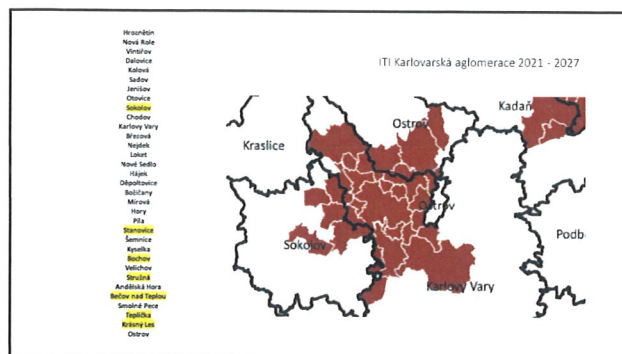 Hroznětín
Nová Role
Vintířov
Dalovice
Kolová
Sadov
Jenišov
Otovice
Sokolov
Chodov
Karlovy Vary
Březová
Nejdek
Loket
Nové Sedlo
Hájek
Děpoltovice
Božičany
Mírová
Hory
Pila
Stanovice
Šemnice
Kyselka
Bochov
Velichov
Stružná
Andělská Hora
Bečov nad Teplou
Smolné Pece
Teplička
Krásný Les
Ostrov
ITI Karlovarská aglomerace 2021 - 2027
Kadaň
Ostrov
Kraslice
Ostrov
Podb
Sokolov
Karlovy Vary